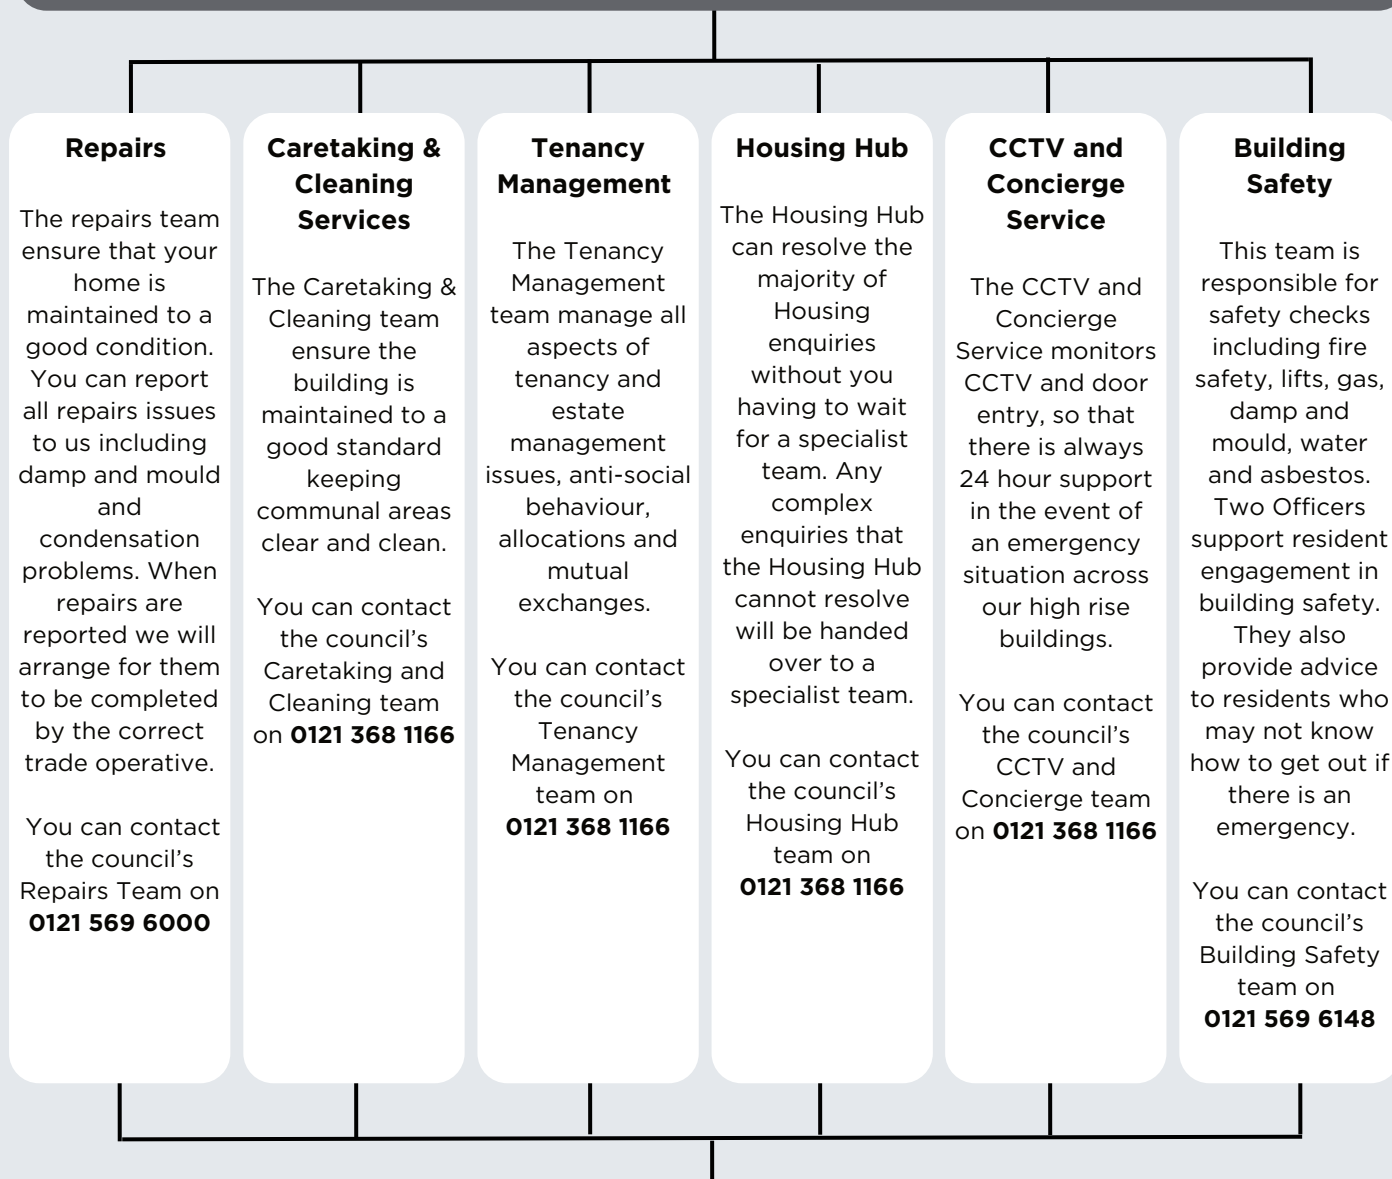 Repairs
The repairs team
ensure that your
home is
maintained to a
good condition.
You can report
all repairs issues
to us including
damp and mould
and
condensation
problems. When
repairs are
reported we will
arrange for them
to be completed
by the correct
trade operative.
You can contact
the council’s
Repairs Team on
0121 569 6000
Caretaking &
Cleaning
Services
The Caretaking &
Cleaning team
ensure the
building is
maintained to a
good standard
keeping
communal areas
clear and clean.
You can contact
the council’s
Caretaking and
Cleaning team
on 0121 368 1166
Tenancy
Management
The Tenancy
Management
team manage all
aspects of
tenancy and
estate
management
issues, anti-social
behaviour,
allocations and
mutual
exchanges.
You can contact
the council’s
Tenancy
Management
team on
0121 368 1166
Housing Hub
The Housing Hub
can resolve the
majority of
Housing
enquiries
without you
having to wait
for a specialist
team. Any
complex
enquiries that
the Housing Hub
cannot resolve
will be handed
over to a
specialist team.
You can contact
the council’s
Housing Hub
team on
0121 368 1166
CCTV and
Concierge
Service
The CCTV and
Concierge
Service monitors
CCTV and door
entry, so that
there is always
24 hour support
in the event of
an emergency
situation across
our high rise
buildings.
You can contact
the council’s
CCTV and
Concierge team
on 0121 368 1166
Building
Safety
This team is
responsible for
safety checks
including fire
safety, lifts, gas,
damp and
mould, water
and asbestos.
Two Officers
support resident
engagement in
building safety.
They also
provide advice
to residents who
may not know
how to get out if
there is an
emergency.
You can contact
the council’s
Building Safety
team on
0121 569 6148